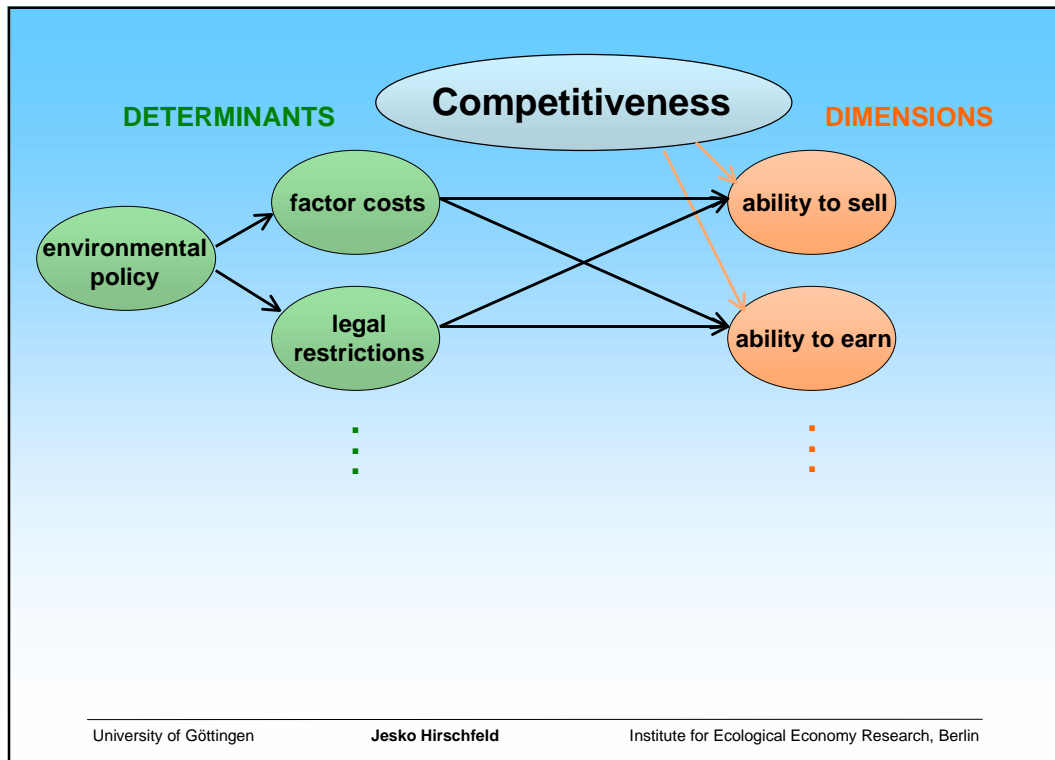 Competitiveness
DETERMINANTS
DIMENSIONS
factor costs
ability to sell
environmental
policy
legal
restrictions
ability to earn
University of Göttingen
Jesko Hirschfeld
Institute for Ecological Economy Research, Berlin